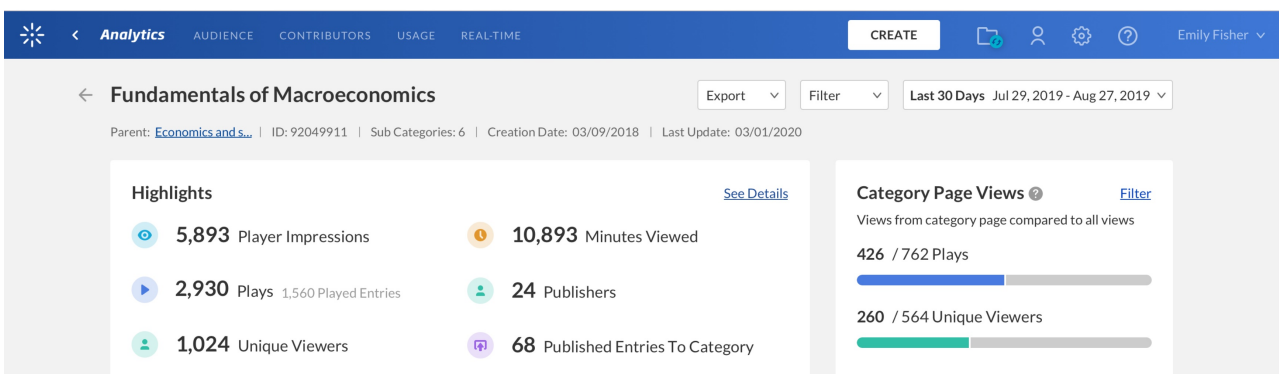 Analytics AUDIENCE CONTRIBUTORS USAGE REAL-TIME CREATE Emily Fisher
Fundamentals of Macroeconomics Export Filter Last 30 Days Jul 29, 2019 - Aug 27, 2019
Parent: Economics and s... | ID: 92049911 | Sub Categories: 6 | Creation Date: 03/09/2018 | Last Update: 03/01/2020
Highlights See Details
5,893 Player Impressions
10,893 Minutes Viewed
2,930 Plays 1,560 Played Entries
24 Publishers
1,024 Unique Viewers
68 Published Entries To Category
Category Page Views Filter
Views from category page compared to all views
426 / 762 Plays
260 / 564 Unique Viewers